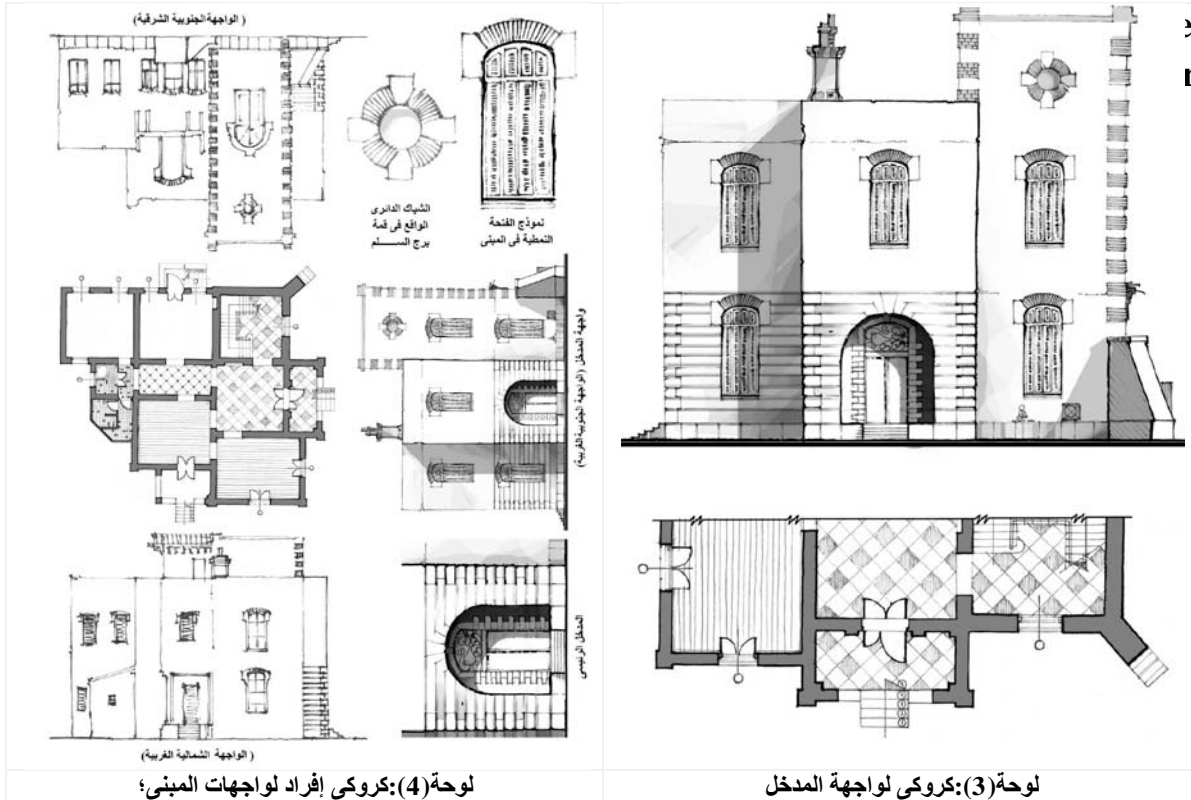 ( الواجهة الجنوبية الشرقية)
الشباك الدائرى
الواقع فى قمة
برج الســـلم
نموذج الفتحة
النمطية فى المبنى
واجهة المدخل (الواجهة الجنوبية الغربية)
المدخل الرئيسى
( الواجهة الشمالية الغربية)
لوحة(4):كروكى إفراد لواجهات المبنى؛
e
r
لوحة(3):كروكى لواجهة المدخل